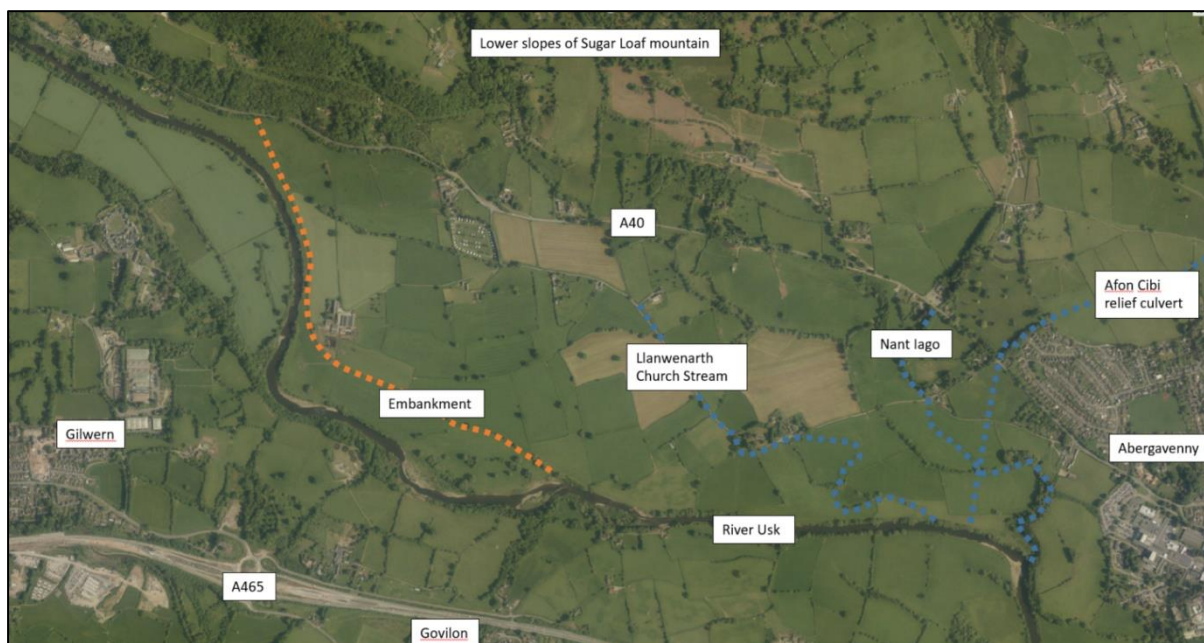 Lower slopes of Sugar Loaf mountain
A40
Afon Cibi
relief culvert
Nant Iago
Llanwenarth
Church Stream
Embankment
Gilwern
Abergavenny
River Usk
A465
Govilon